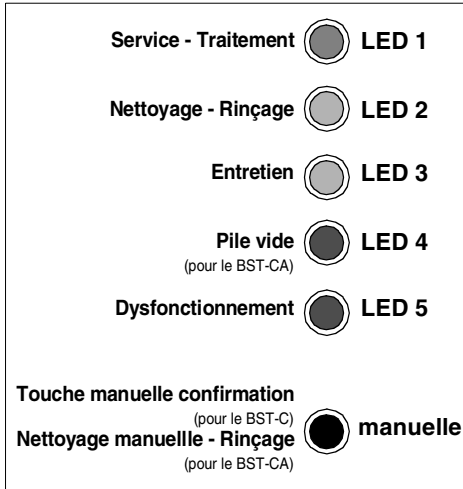 Service - Traitement LED 1
Nettoyage - Rinçage LED 2
Entretien LED 3
Pile vide LED 4
(pour le BST-CA)
Dysfonctionnement LED 5
Touche manuelle confirmation
(pour le BST-C)
manuelle
Nettoyage manuellle - Rinçage
(pour le BST-CA)